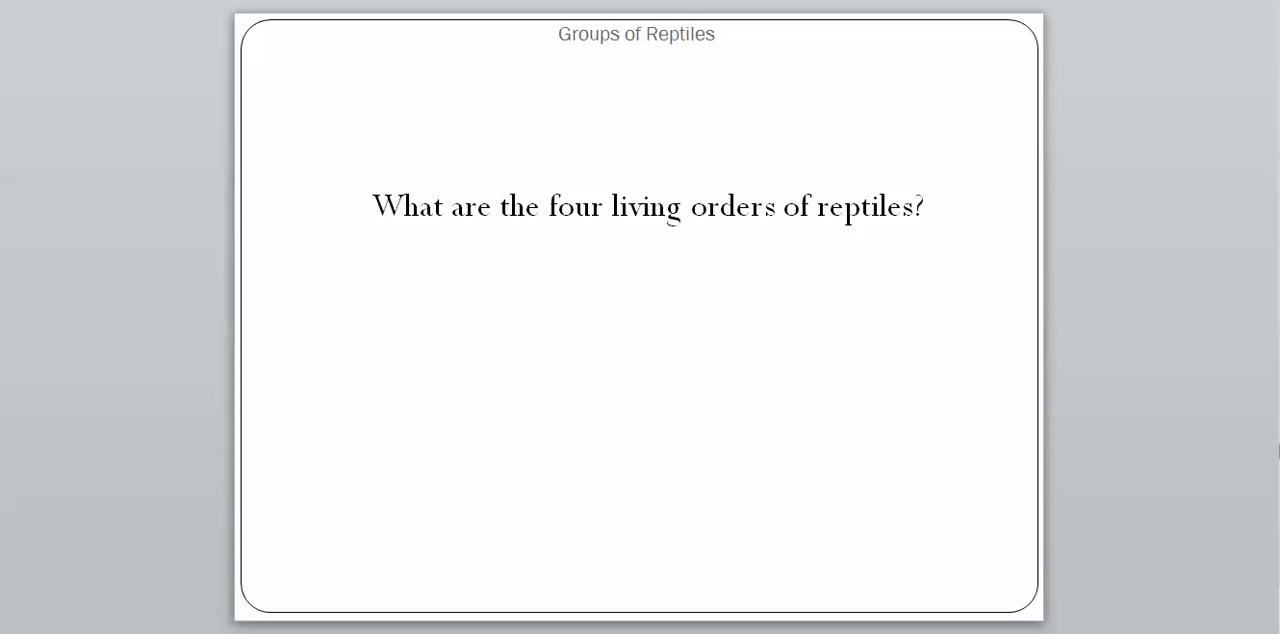 Groups of Reptiles
What are the four living orders of reptiles?